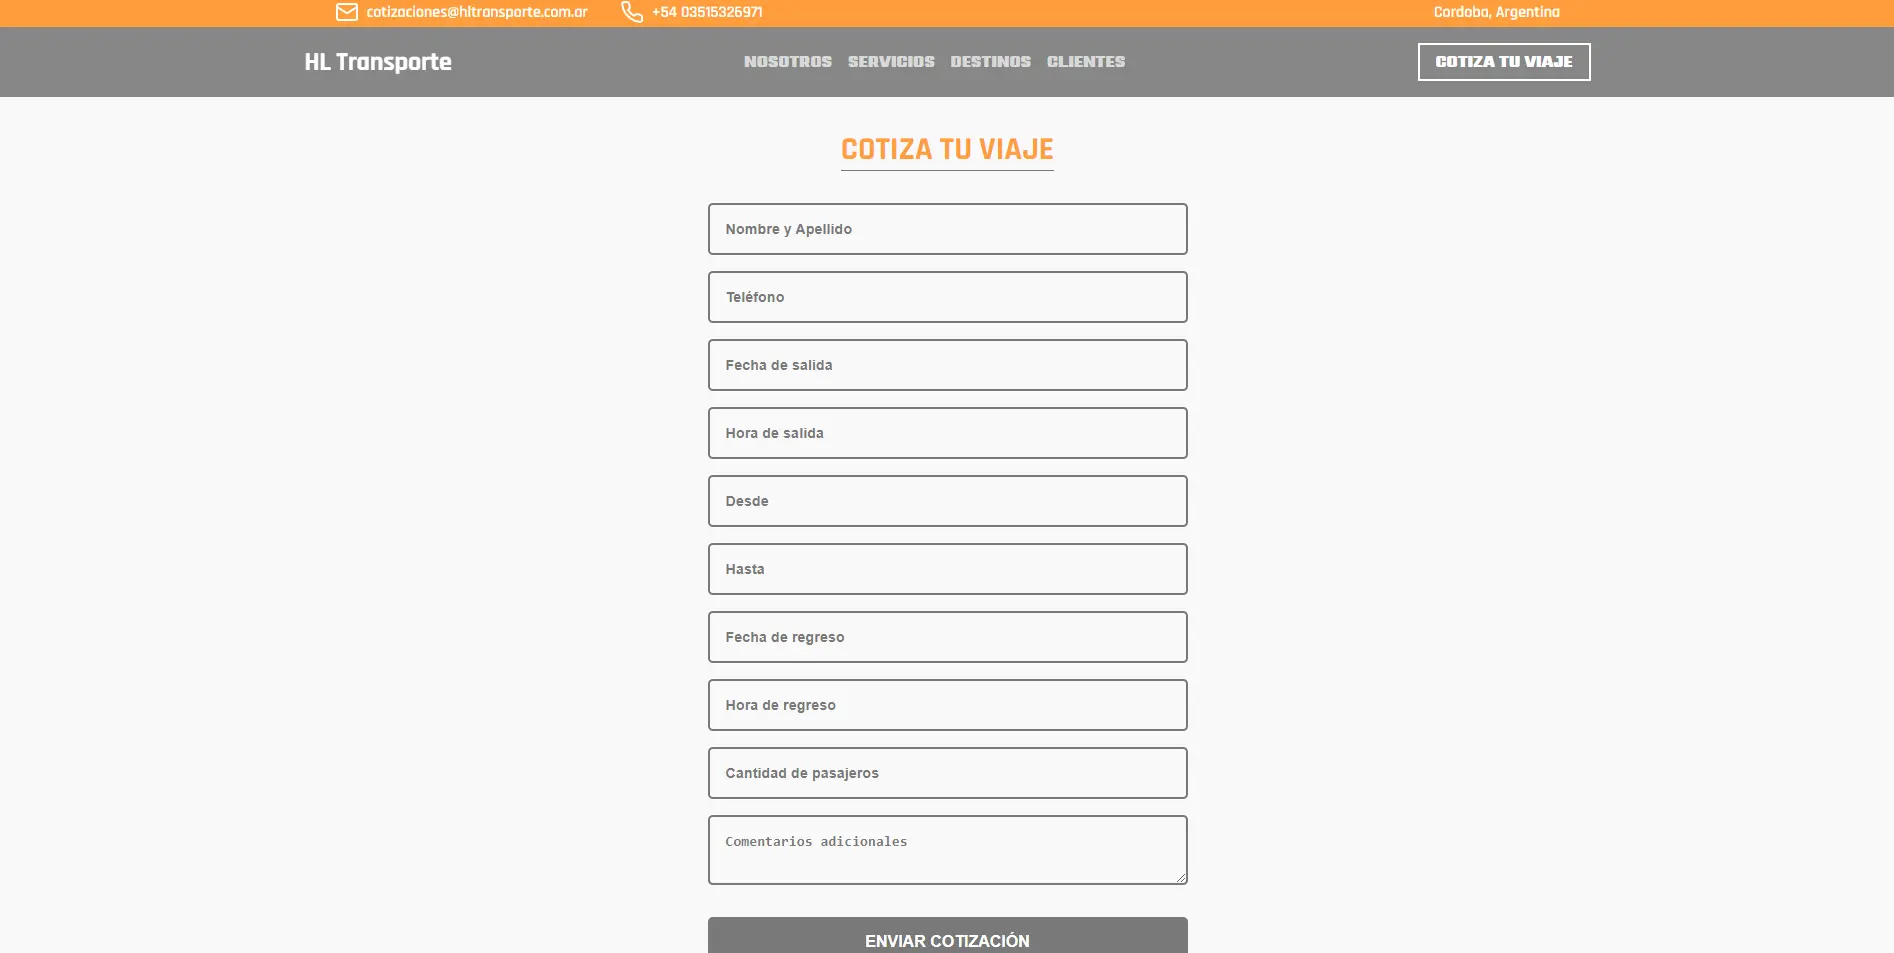 cotizaciones@hltransporte.com.ar +54 03515326971 Cordoba, Argentina
HL Transporte NOSOTROS SERVICIOS DESTINOS CLIENTES COTIZA TU VIAJE
COTIZA TU VIAJE
Nombre y Apellido
Teléfono
Fecha de salida
Hora de salida
Desde
Hasta
Fecha de regreso
Hora de regreso
Cantidad de pasajeros
Comentarios adicionales
ENVIAR COTIZACIÓN